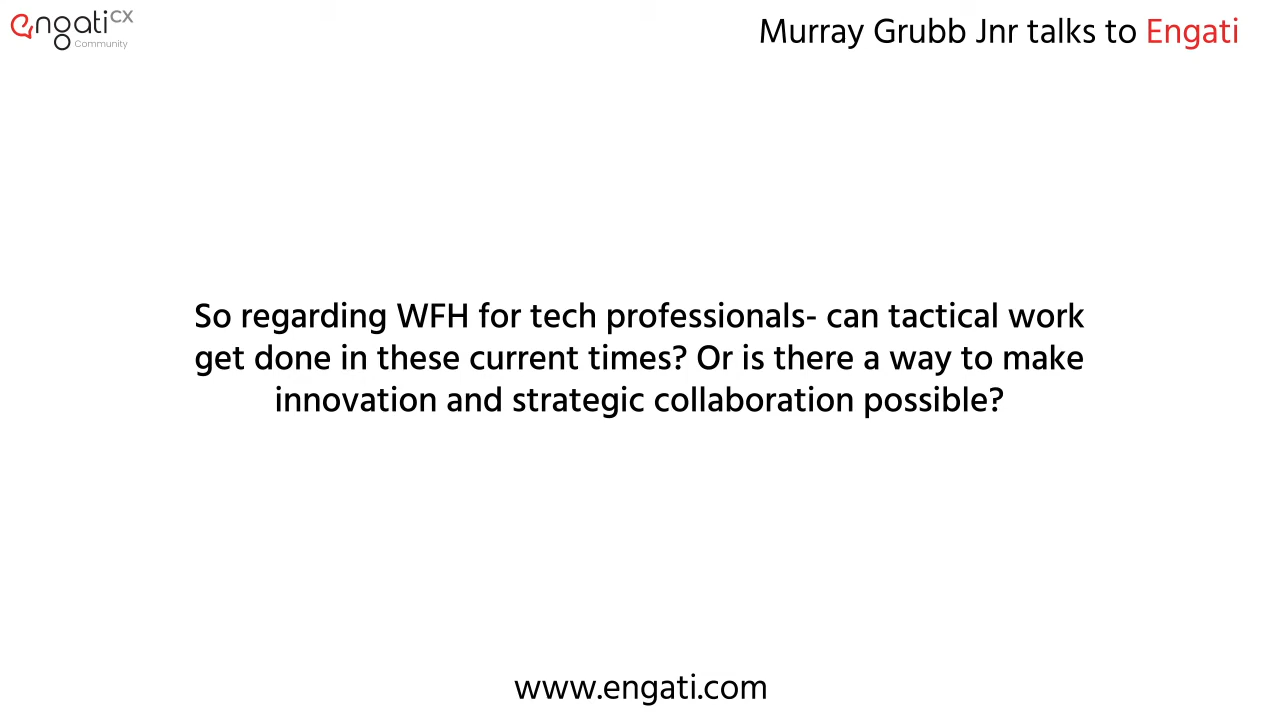 engati CX
Community
Murray Grubb Jnr talks to Engati
So regarding WFH for tech professionals- can tactical work
get done in these current times? Or is there a way to make
innovation and strategic collaboration possible?
www.engati.com